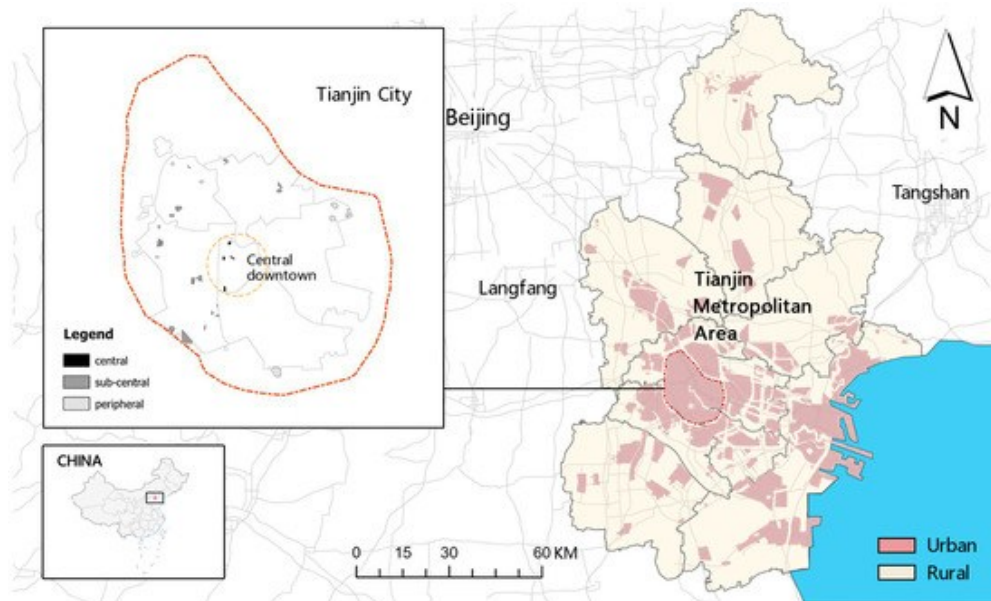 Tianjin City
Central
downtown
Legend
central
sub-central
peripheral
CHINA
Beijing
Langfang
Tangshan
N
Tianjin
Metropolitan
Area
0 15 30 60 KM
Urban
Rural